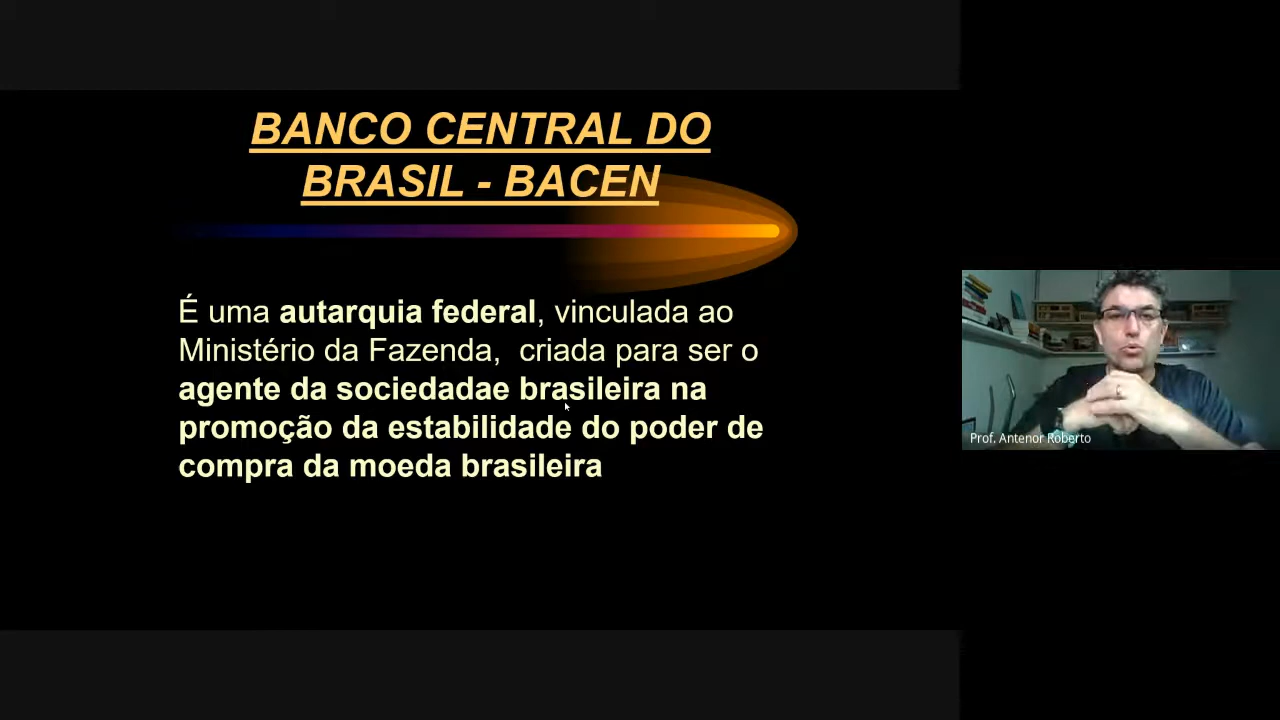 BANCO CENTRAL DO
BRASIL - BACEN
É uma autarquia federal, vinculada ao
Ministério da Fazenda,  criada para ser o
agente da sociedadae brasileira na
promoção da estabilidade do poder de
compra da moeda brasileira
Prof. Antenor Roberto